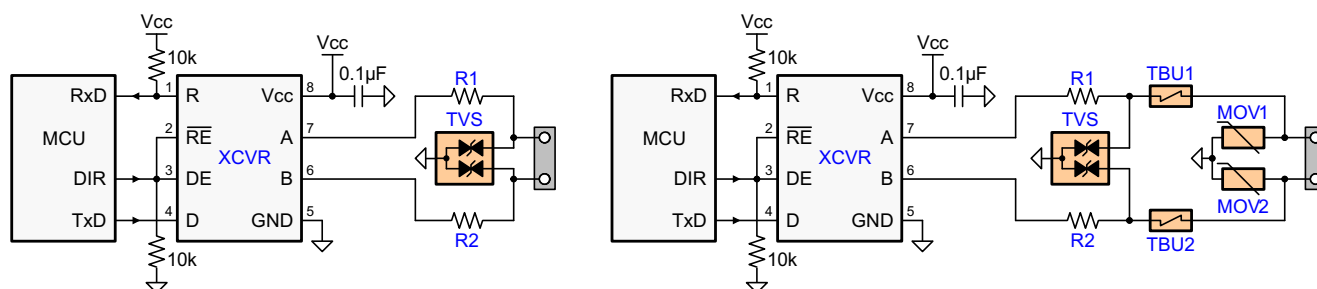 Vcc
10k
Vcc
0.1µF
R1
RxD
1
R
Vcc
8
MCU
2
RE
A
7
TVS
XCVR
DIR
3
DE
B
6
TxD
4
D
GND
5
R2
10k
Vcc
10k
Vcc
0.1µF
R1
TBU1
RxD
1
R
Vcc
8
MOV1
MCU
2
RE
A
7
TVS
XCVR
DIR
3
DE
B
6
MOV2
TxD
4
D
GND
5
R2
TBU2
10k